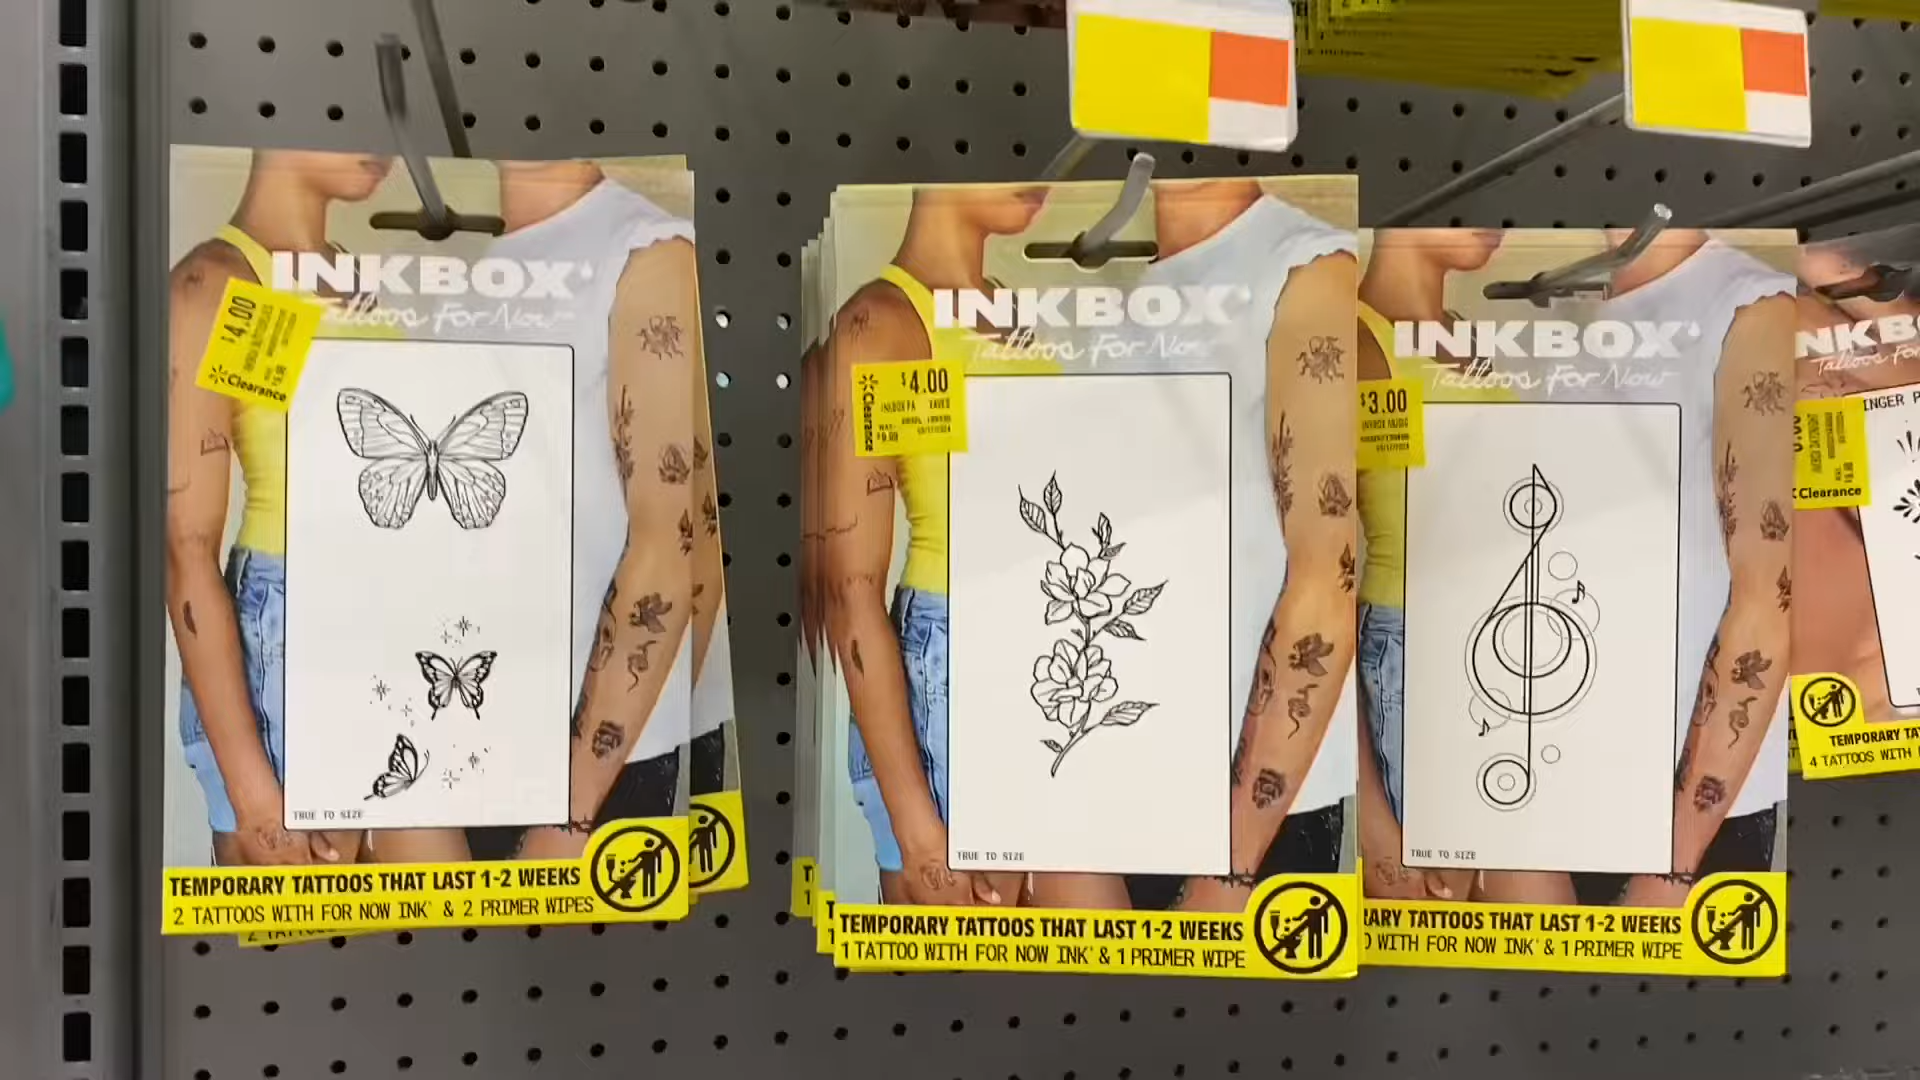 INKBOX
Tattoos For Now
$4.00
Clearance
TRUE TO SIZE
TEMPORARY TATTOOS THAT LAST 1-2 WEEKS
2 TATTOOS WITH FOR NOW INK & 2 PRIMER WIPES
INKBOX
Tattoos For Now
$4.00
Clearance
TRUE TO SIZE
TEMPORARY TATTOOS THAT LAST 1-2 WEEKS
1 TATTOO WITH FOR NOW INK & 1 PRIMER WIPE
INKBOX
Tattoos For Now
$3.00
TRUE TO SIZE
RARY TATTOOS THAT LAST 1-2 WEEKS
O WITH FOR NOW INK & 1 PRIMER WIPE
NKB
Tattoos For
INGER P
Clearance
TEMPORARY TA
4 TATTOOS WITH